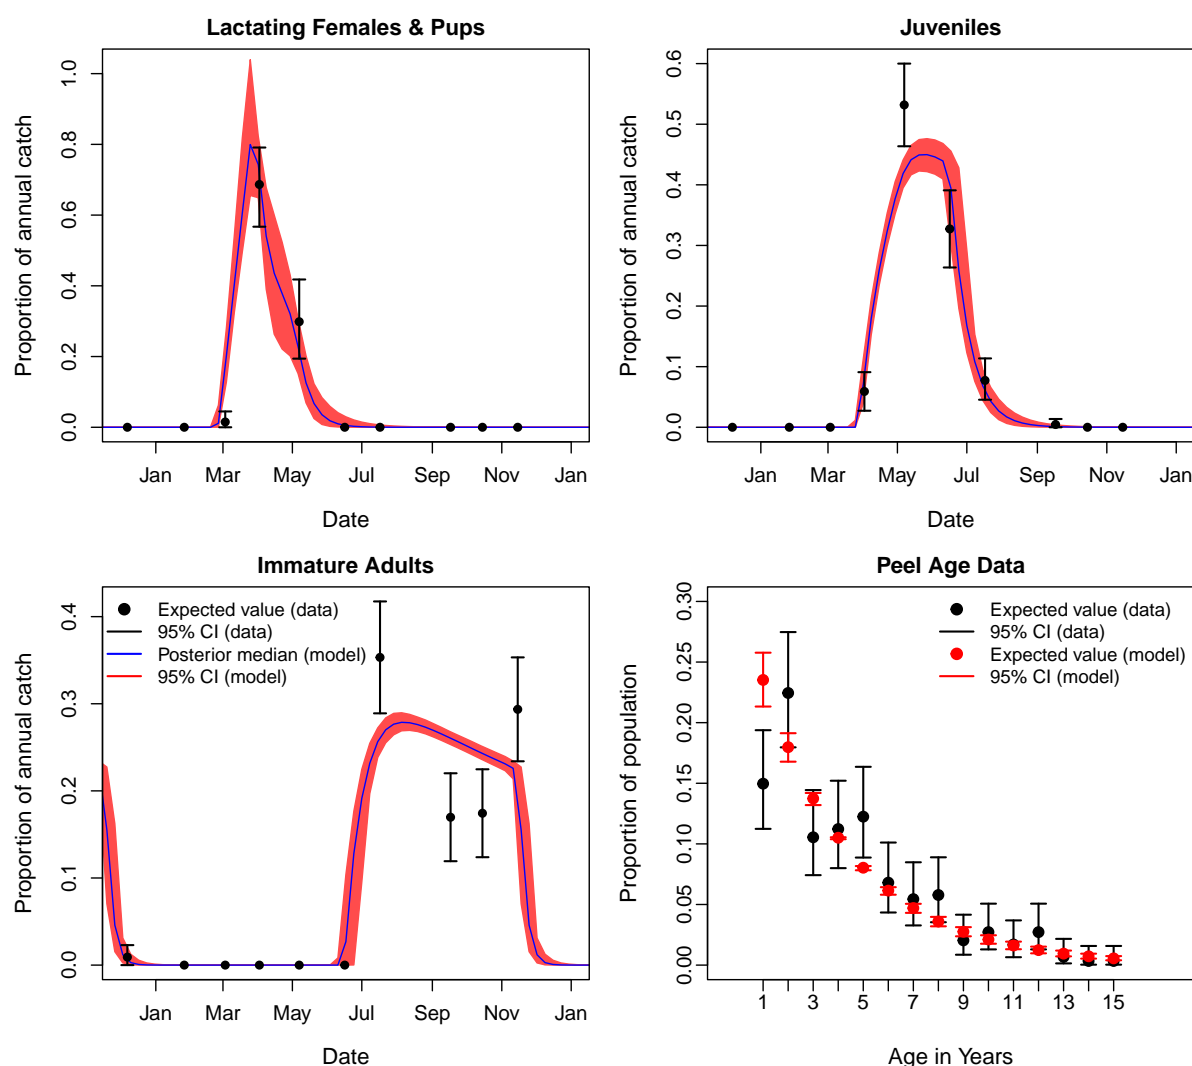 Lactating Females & Pups
Proportion of annual catch
0.0 0.2 0.4 0.6 0.8 1.0
Jan Mar May Jul Sep Nov Jan
Date
Juveniles
Proportion of annual catch
0.0 0.1 0.2 0.3 0.4 0.5 0.6
Jan Mar May Jul Sep Nov Jan
Date
Immature Adults
Expected value (data)
95% CI (data)
Posterior median (model)
95% CI (model)
Proportion of annual catch
0.0 0.1 0.2 0.3 0.4
Jan Mar May Jul Sep Nov Jan
Date
Peel Age Data
Expected value (data)
95% CI (data)
Expected value (model)
95% CI (model)
Proportion of population
0.00 0.05 0.10 0.15 0.20 0.25 0.30
1 3 5 7 9 11 13 15
Age in Years